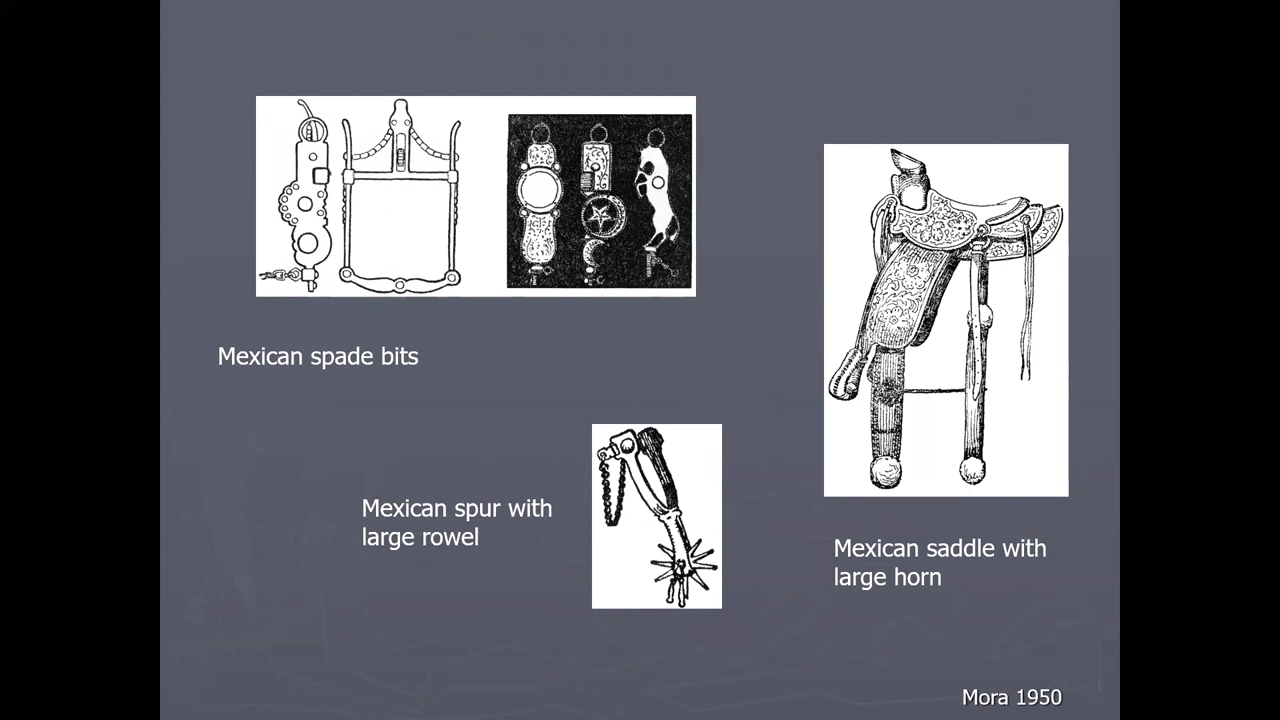 Mexican spade bits
Mexican spur with
large rowel
Mexican saddle with
large horn
Mora 1950